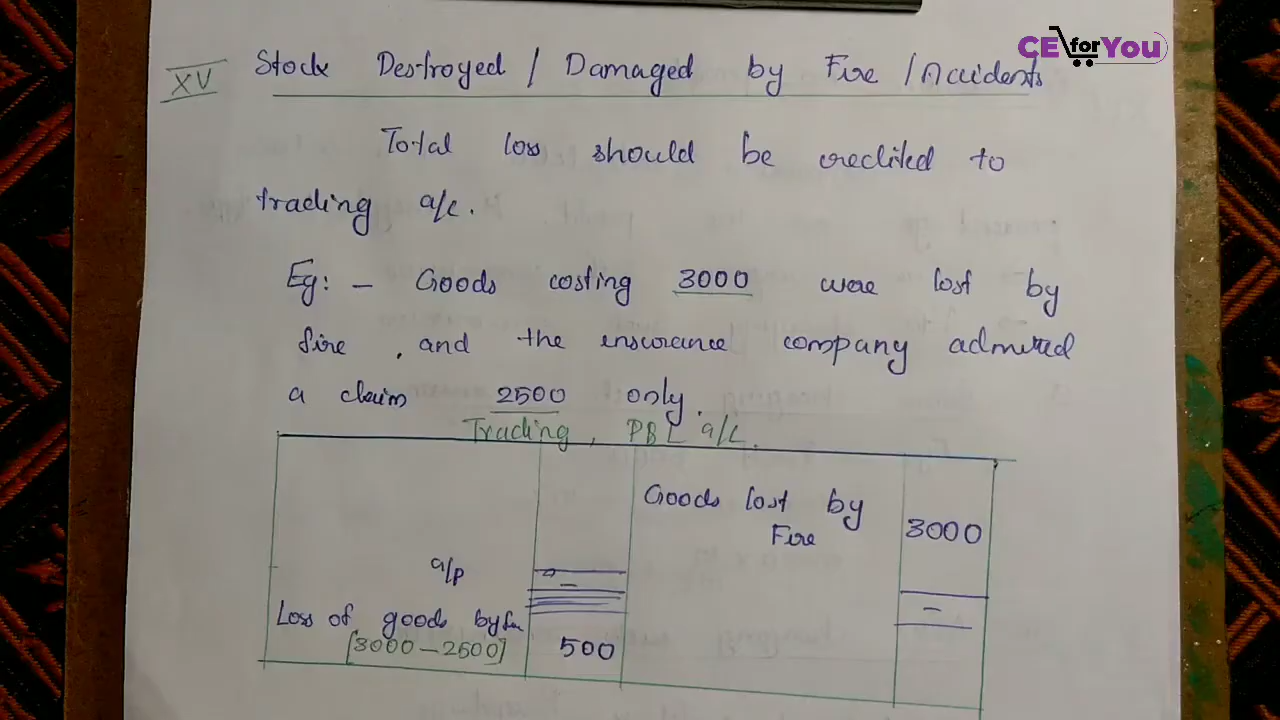 CE for You
XV Stock Destroyed / Damaged by Fire / Accidents
Total loss should be credited to
trading a/c.
Eg: - Goods costing 3000 were lost by
fire , and the insurance company admitted
a claim 2500 only.
Trading, P&L a/c.
Goods lost by
Fire 3000
a/p
Loss of goods by fire
[3000 - 2500] 500